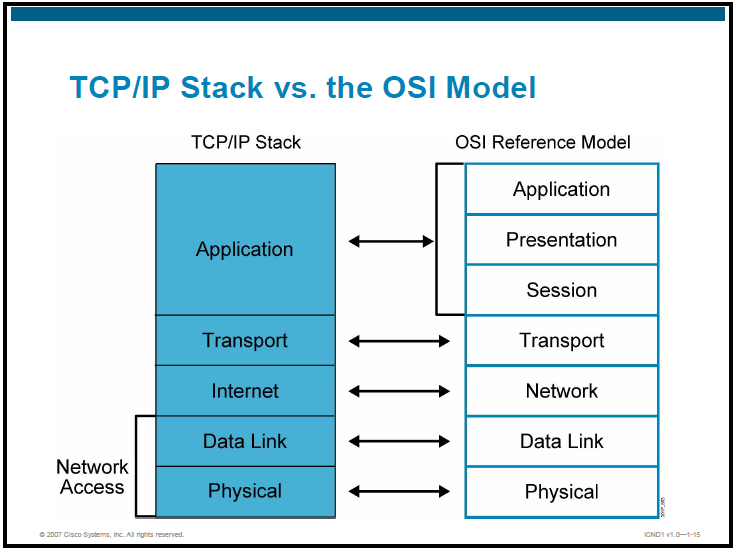 TCP/IP Stack vs. the OSI Model
TCP/IP Stack
OSI Reference Model
Application
Transport
Internet
Data Link
Physical
Network
Access
Application
Presentation
Session
Transport
Network
Data Link
Physical
© 2007 Cisco Systems, Inc. All rights reserved.
ICND1 v1.0—1-15